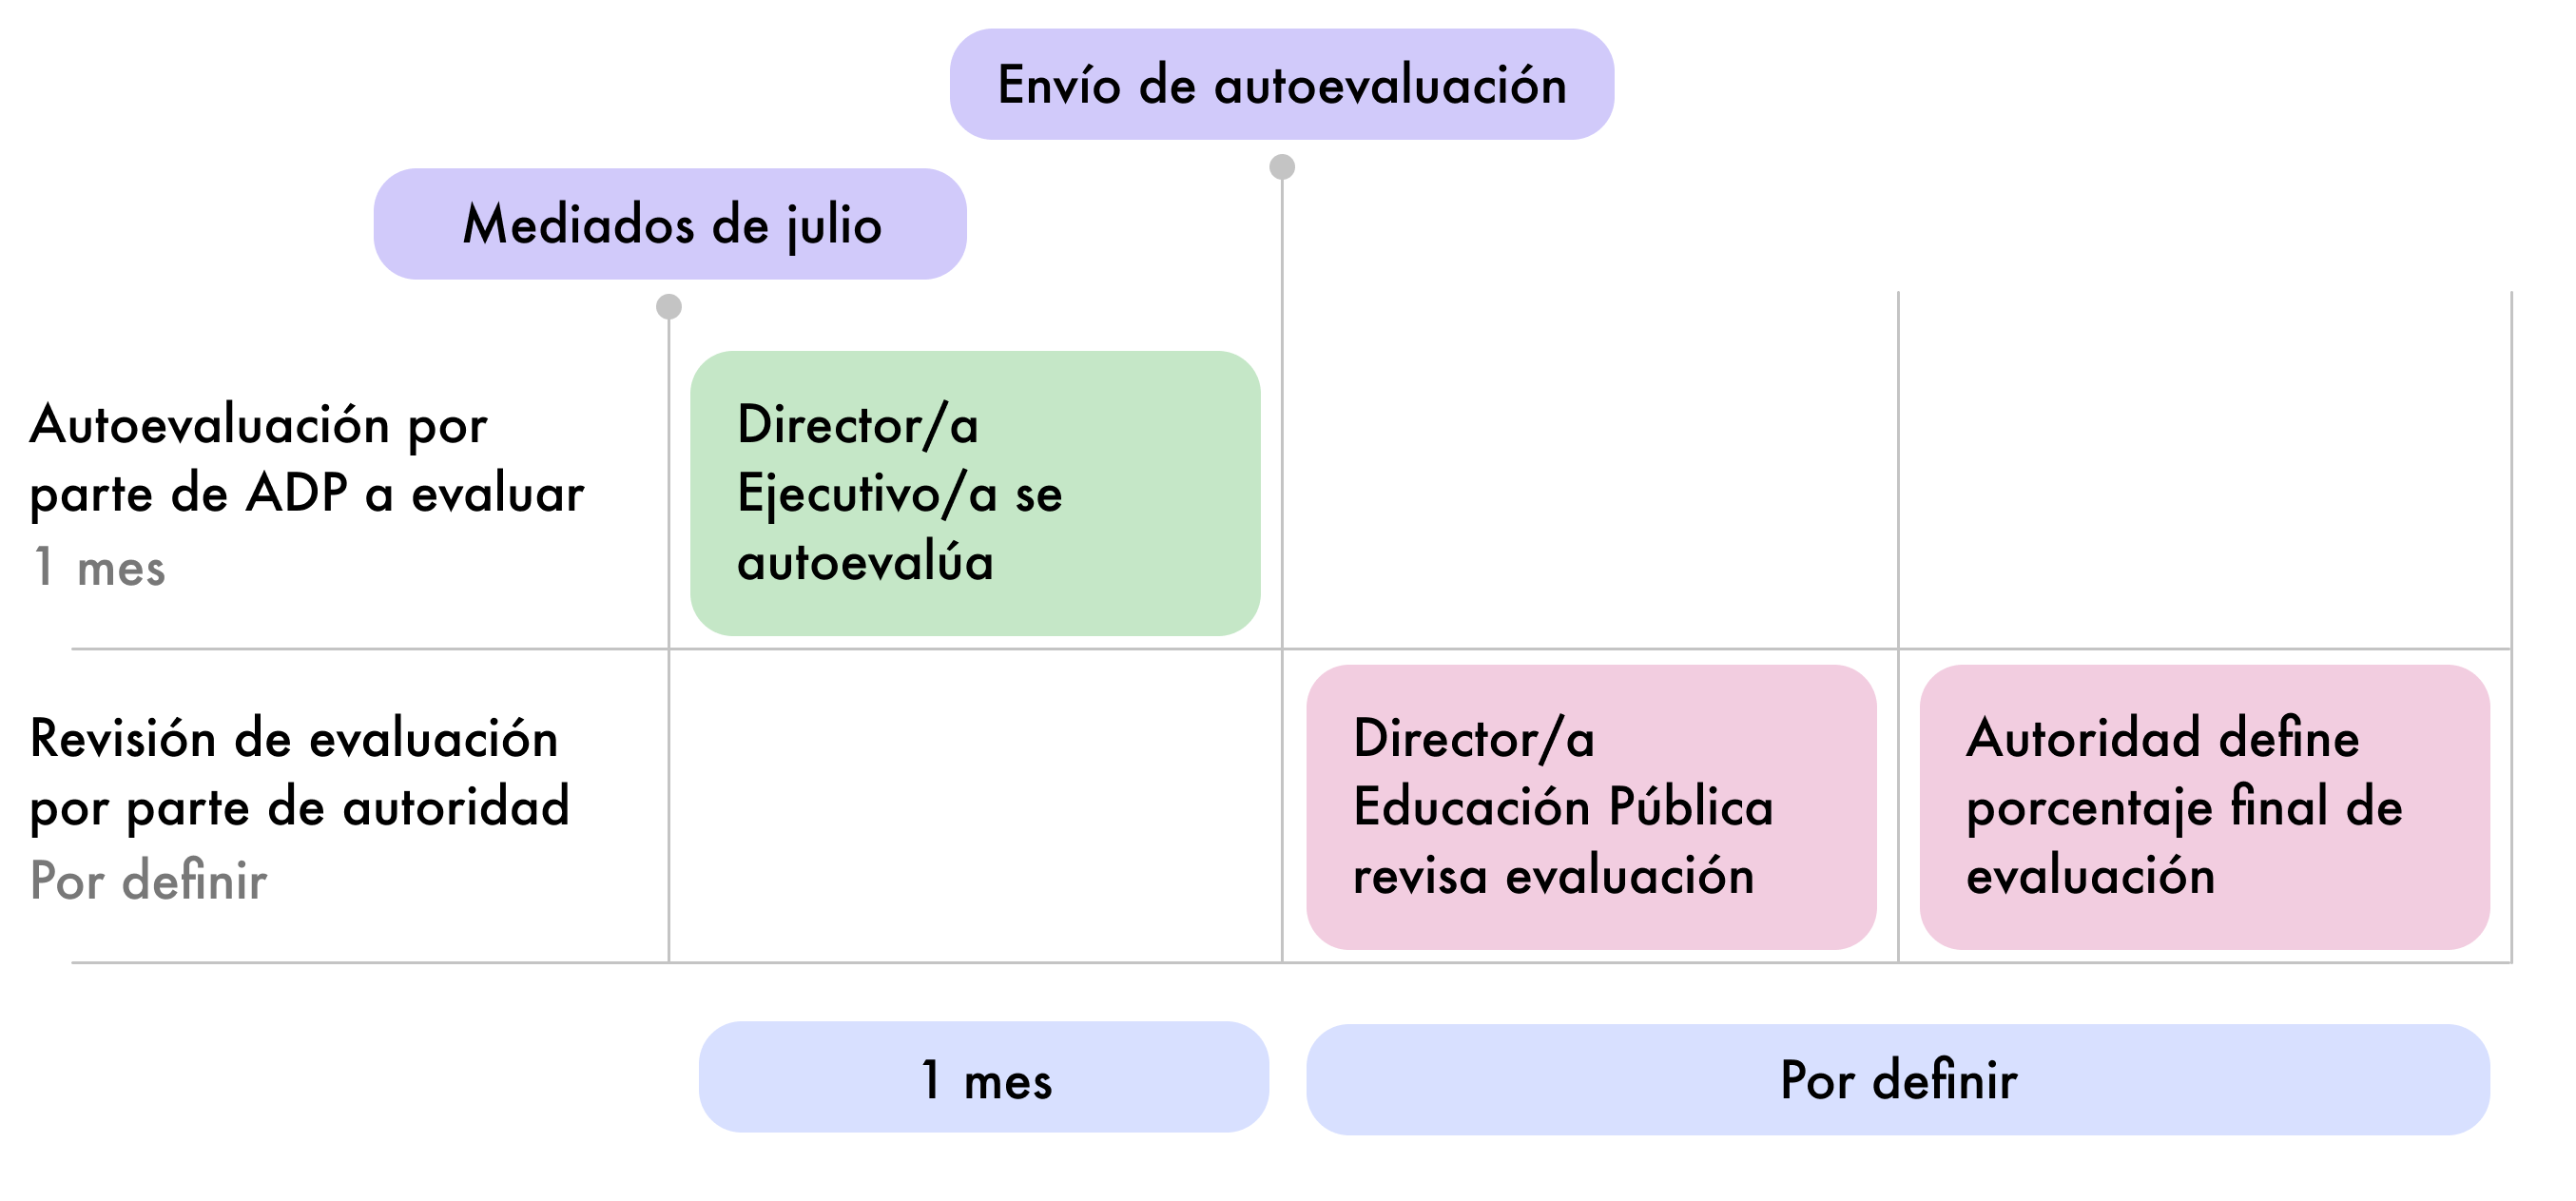 Envío de autoevaluación
Mediados de julio
Autoevaluación por
parte de ADP a evaluar
1 mes
Director/a
Ejecutivo/a se
autoevalúa
Revisión de evaluación
por parte de autoridad
Por definir
Director/a
Educación Pública
revisa evaluación
Autoridad define
porcentaje final de
evaluación
1 mes
Por definir